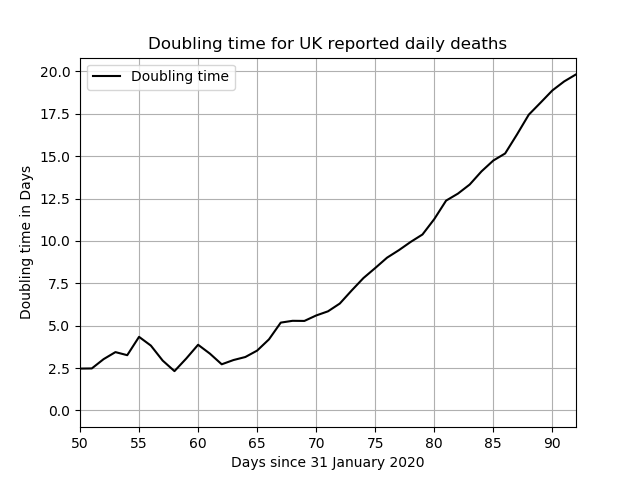 Doubling time for UK reported daily deaths
Doubling time
20.0
17.5
15.0
12.5
10.0
7.5
5.0
2.5
0.0
Doubling time in Days
50 55 60 65 70 75 80 85 90
Days since 31 January 2020